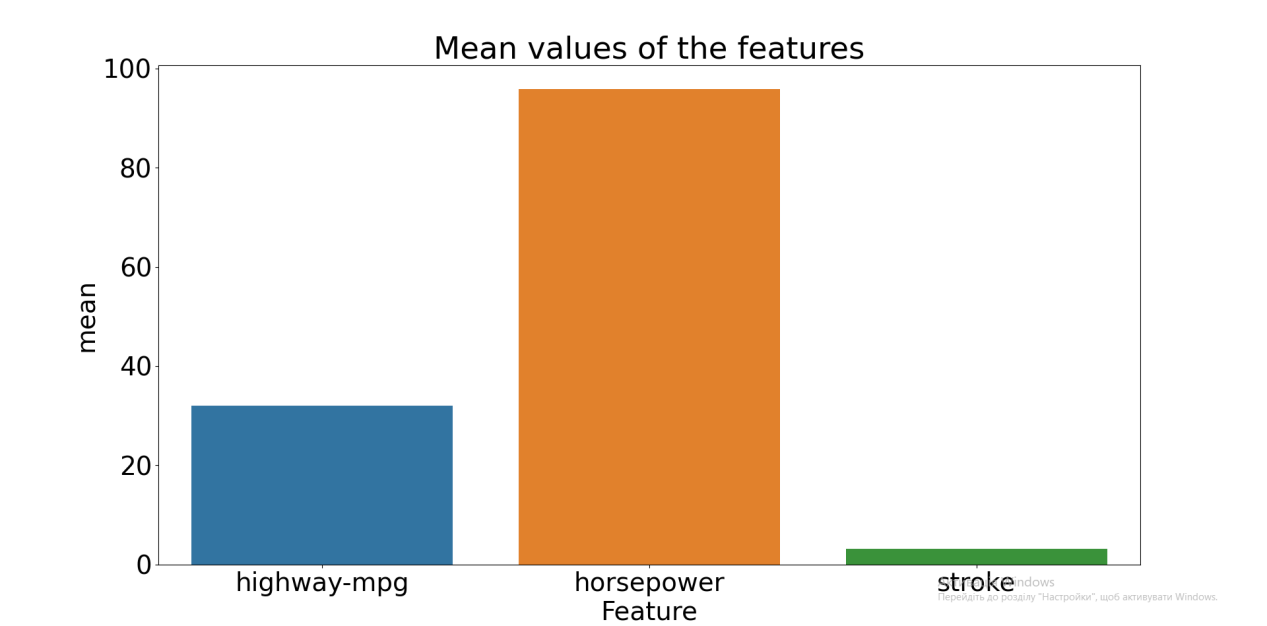 Mean values of the features
100
80
60
40
20
0
mean
highway-mpg
horsepower
stroke
Feature
Windows
Перейдіть до розділу "Настройки", щоб активувати Windows.